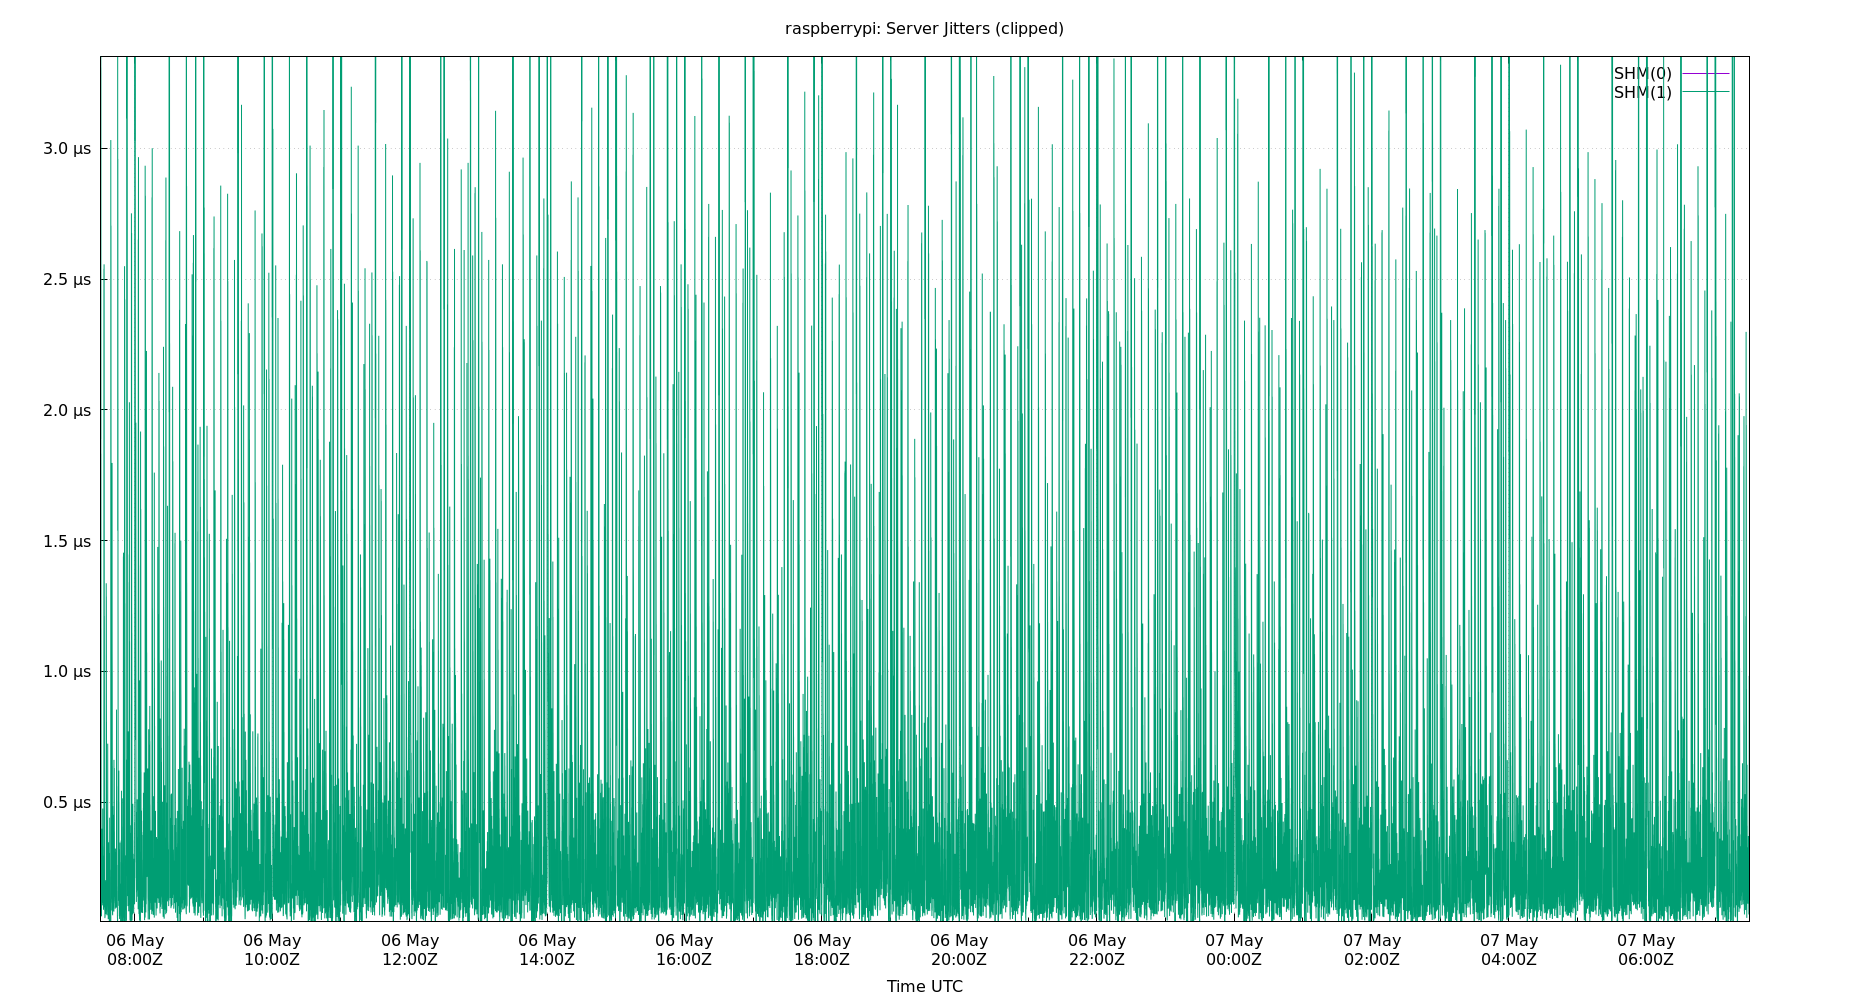 raspberrypi: Server Jitters (clipped)
SHM(0)
SHM(1)
3.0 µs
2.5 µs
2.0 µs
1.5 µs
1.0 µs
0.5 µs
06 May 06 May 06 May 06 May 06 May 06 May 06 May 06 May 07 May 07 May 07 May 07 May
08:00Z 10:00Z 12:00Z 14:00Z 16:00Z 18:00Z 20:00Z 22:00Z 00:00Z 02:00Z 04:00Z 06:00Z
Time UTC